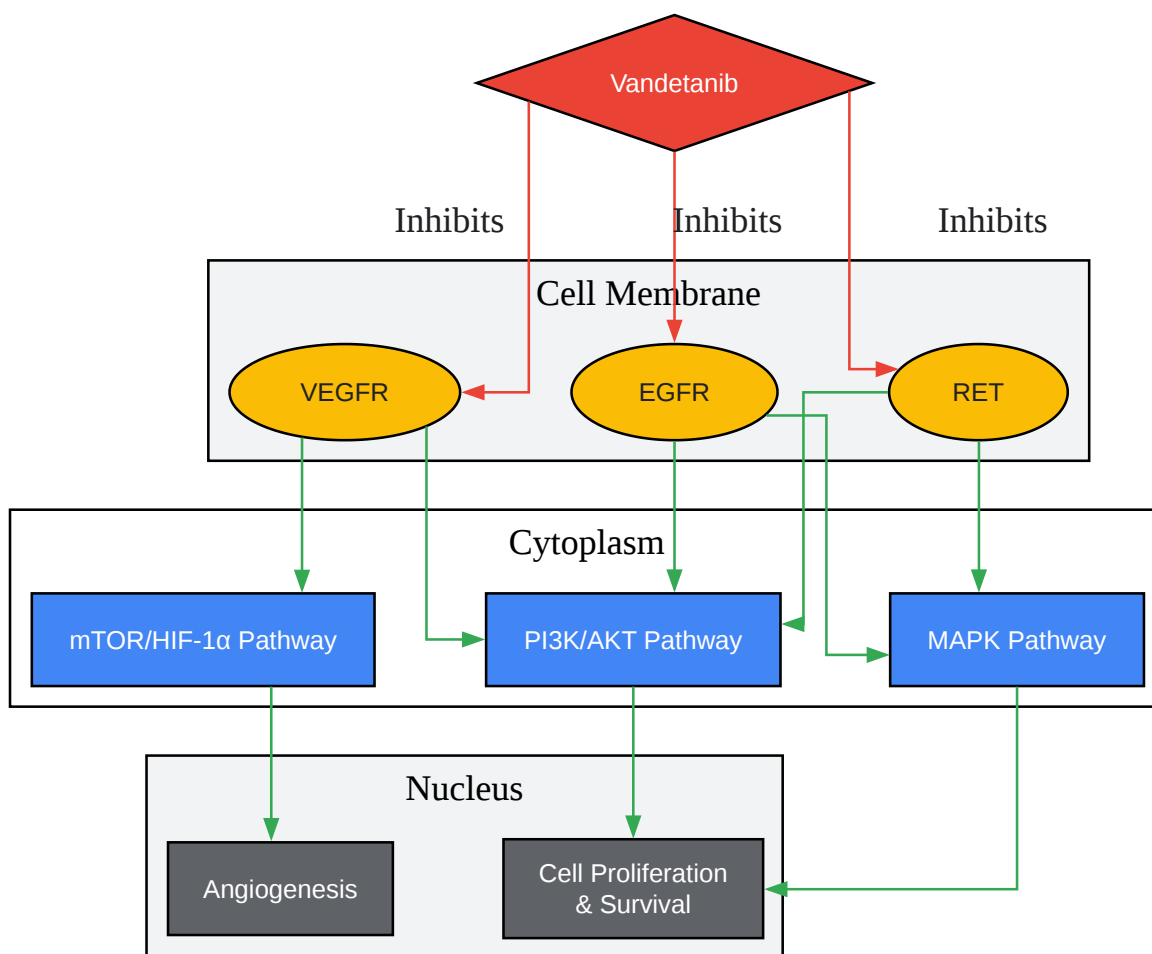 Vandetanib
Inhibits
Inhibits
Inhibits
Cell Membrane
VEGFR
EGFR
RET
Cytoplasm
mTOR/HIF-1α Pathway
PI3K/AKT Pathway
MAPK Pathway
Nucleus
Angiogenesis
Cell Proliferation
& Survival